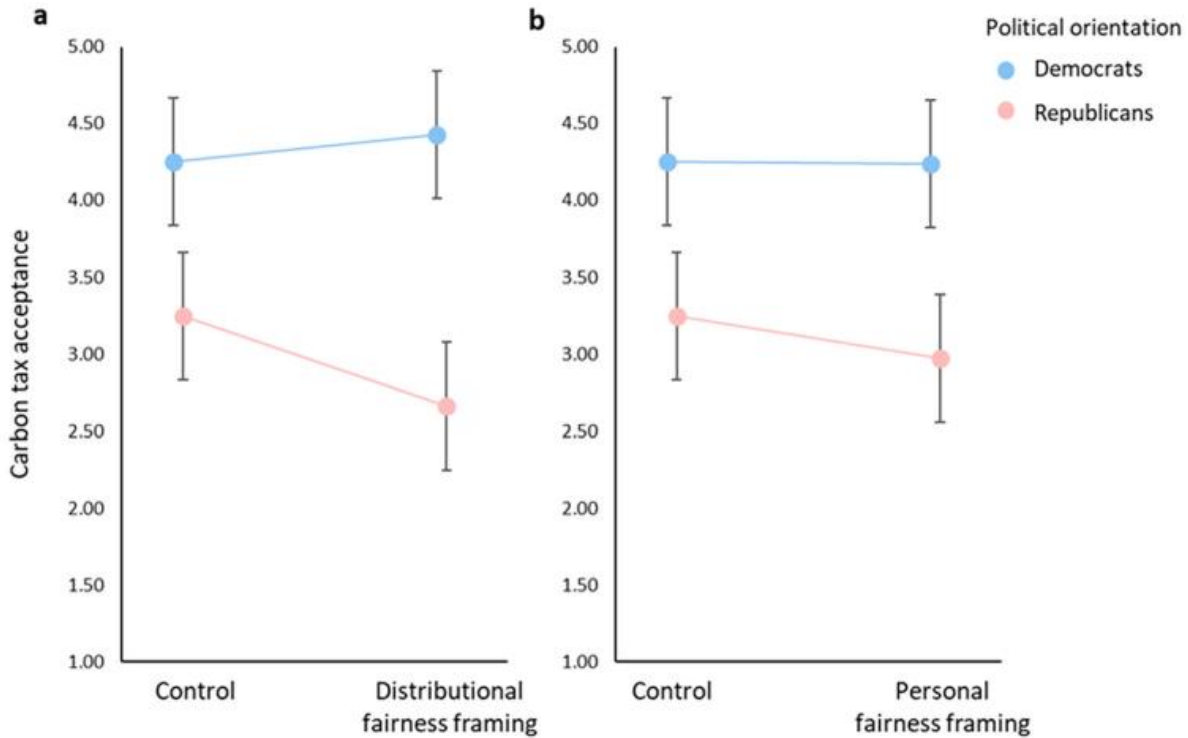 a
b
Political orientation
Democrats
Republicans
Carbon tax acceptance
5.00
4.50
4.00
3.50
3.00
2.50
2.00
1.50
1.00
Control
Distributional
fairness framing
5.00
4.50
4.00
3.50
3.00
2.50
2.00
1.50
1.00
Control
Personal
fairness framing